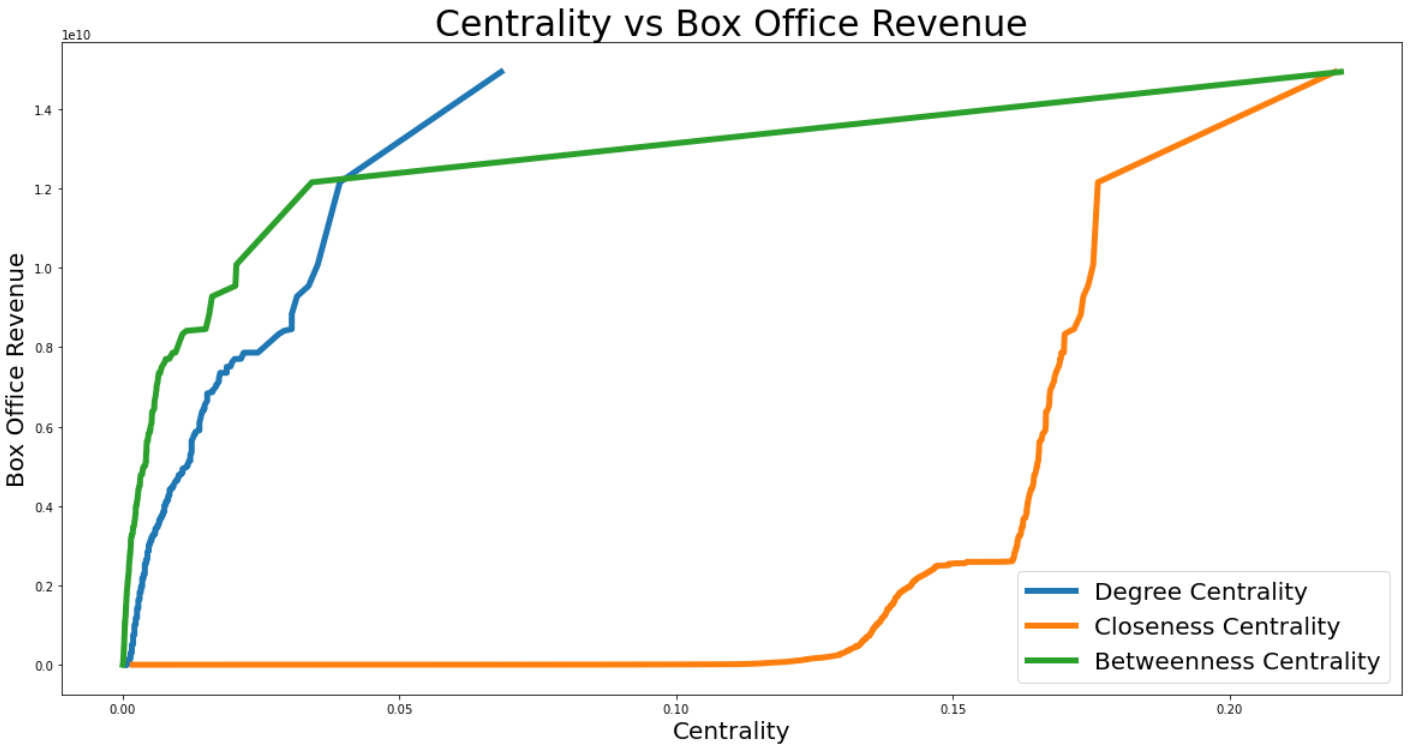 Centrality vs Box Office Revenue
1e10
1.4
1.2
1.0
0.8
0.6
0.4
0.2
0.0
Box Office Revenue
0.00 0.05 0.10 0.15 0.20
Centrality
Degree Centrality
Closeness Centrality
Betweenness Centrality